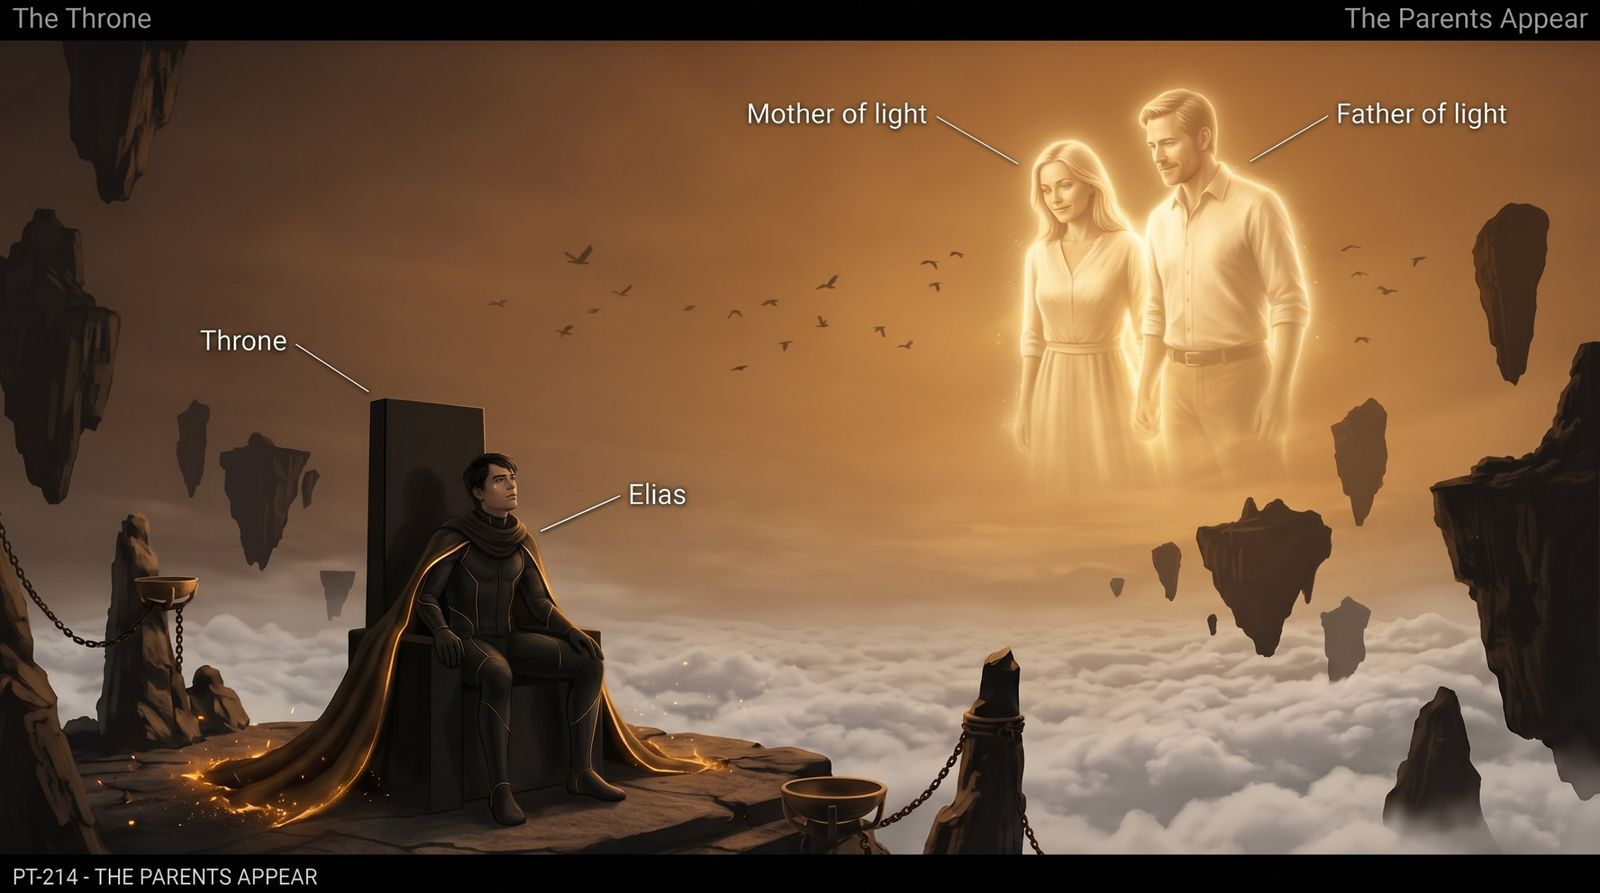 The Throne
The Parents Appear
Mother of light
Father of light
Throne
Elias
PT-214 - THE PARENTS APPEAR